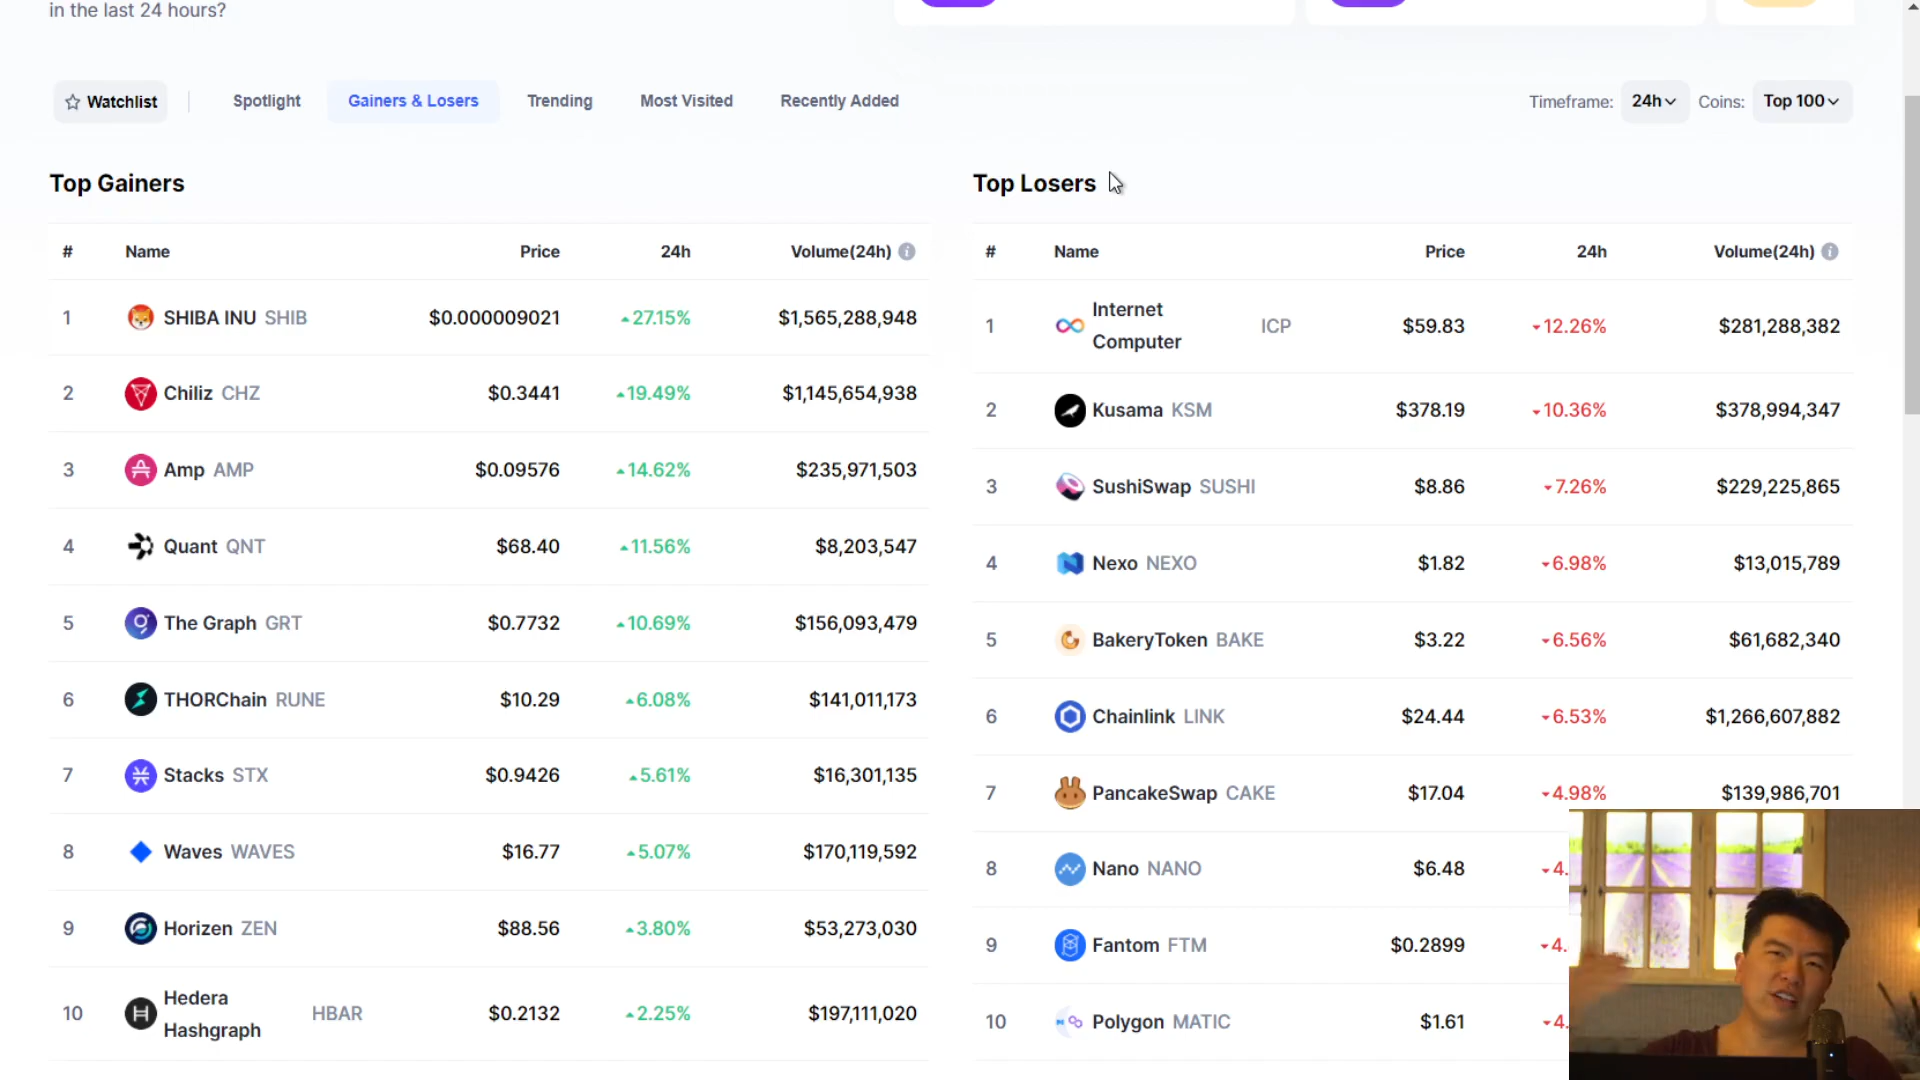 in the last 24 hours?
Watchlist Spotlight Gainers & Losers Trending Most Visited Recently Added Timeframe: 24h Coins: Top 100
Top Gainers
# Name Price 24h Volume(24h)
1 SHIBA INU SHIB $0.000009021 27.15% $1,565,288,948
2 Chiliz CHZ $0.3441 19.49% $1,145,654,938
3 Amp AMP $0.09576 14.62% $235,971,503
4 Quant QNT $68.40 11.56% $8,203,547
5 The Graph GRT $0.7732 10.69% $156,093,479
6 THORChain RUNE $10.29 6.08% $141,011,173
7 Stacks STX $0.9426 5.61% $16,301,135
8 Waves WAVES $16.77 5.07% $170,119,592
9 Horizen ZEN $88.56 3.80% $53,273,030
10 Hedera Hashgraph HBAR $0.2132 2.25% $197,111,020
Top Losers
# Name Price 24h Volume(24h)
1 Internet Computer ICP $59.83 12.26% $281,288,382
2 Kusama KSM $378.19 10.36% $378,994,347
3 SushiSwap SUSHI $8.86 7.26% $229,225,865
4 Nexo NEXO $1.82 6.98% $13,015,789
5 BakeryToken BAKE $3.22 6.56% $61,682,340
6 Chainlink LINK $24.44 6.53% $1,266,607,882
7 PancakeSwap CAKE $17.04 4.98% $139,986,701
8 Nano NANO $6.48 4.
9 Fantom FTM $0.2899 4.
10 Polygon MATIC $1.61 4.